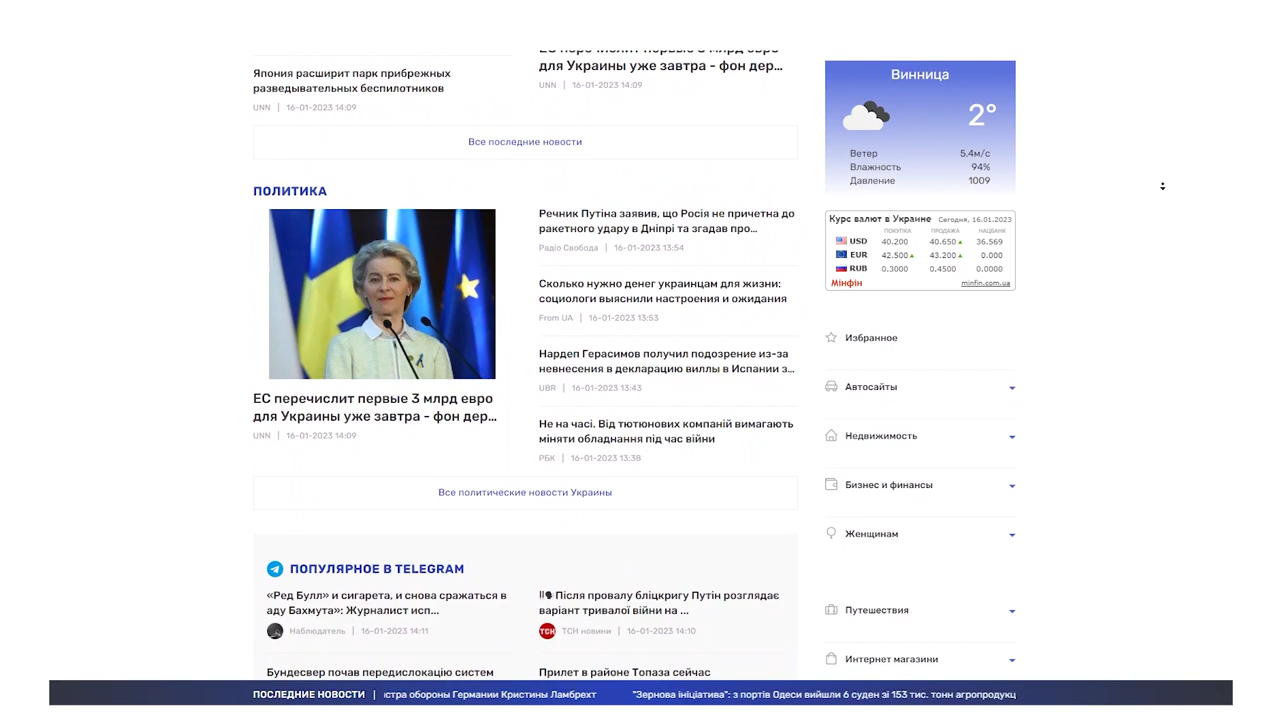 для Украины уже завтра - фон дер...
Япония расширит парк прибрежных
разведывательных беспилотников
UNN | 16-01-2023 14:09
UNN | 16-01-2023 14:09
Все последние новости
ПОЛИТИКА
ЕС перечислит первые 3 млрд евро
для Украины уже завтра - фон дер...
UNN | 16-01-2023 14:09
Речник Путіна заявив, що Росія не причетна до
ракетного удару в Дніпрі та згадав про...
Радіо Свобода | 16-01-2023 13:54
Сколько нужно денег украинцам для жизни:
социологи выяснили настроения и ожидания
From UA | 16-01-2023 13:53
Нардеп Герасимов получил подозрение из-за
невнесения в декларацию виллы в Испании з...
UBR | 16-01-2023 13:43
Не на часі. Від тютюнових компаній вимагають
міняти обладнання під час війни
РБК | 16-01-2023 13:38
Все политические новости Украины
ПОПУЛЯРНОЕ В TELEGRAM
«Ред Булл» и сигарета, и снова сражаться в
аду Бахмута»: Журналист исп...
Наблюдатель | 16-01-2023 14:11
‼🗣 Після провалу бліцкригу Путін розглядає
варіант тривалої війни на ...
ТСН
ТСН новини | 16-01-2023 14:10
Бундесвер почав передислокацію систем
Прилет в районе Топаза сейчас
Винница
2°
Ветер 5.4м/с
Влажность 94%
Давление 1009
Курс валют в Украине Сегодня, 16.01.2023
ПОКУПКА ПРОДАЖА НАЦБАНК
USD 40.200 40.650 36.569
EUR 42.500 43.200 0.000
RUB 0.3000 0.4500 0.0000
Мінфін minfin.com.ua
Избранное
Автосайты
Недвижимость
Бизнес и финансы
Женщинам
Путешествия
Интернет магазини
ПОСЛЕДНИЕ НОВОСТИ | істра обороны Германии Кристины Ламбрехт "Зернова ініціатива": з портів Одеси вийшли 6 суден зі 153 тис. тонн агропродукц